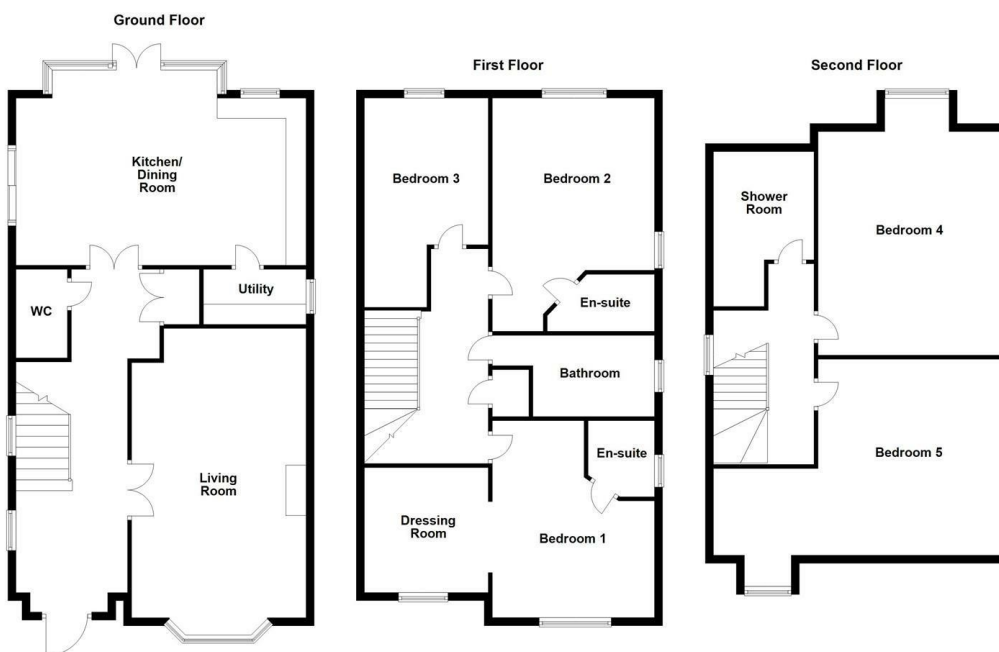 Ground Floor
Kitchen/
Dining
Room
WC
Utility
Living
Room
First Floor
Bedroom 3
Bedroom 2
En-suite
Bathroom
En-suite
Dressing
Room
Bedroom 1
Second Floor
Shower
Room
Bedroom 4
Bedroom 5